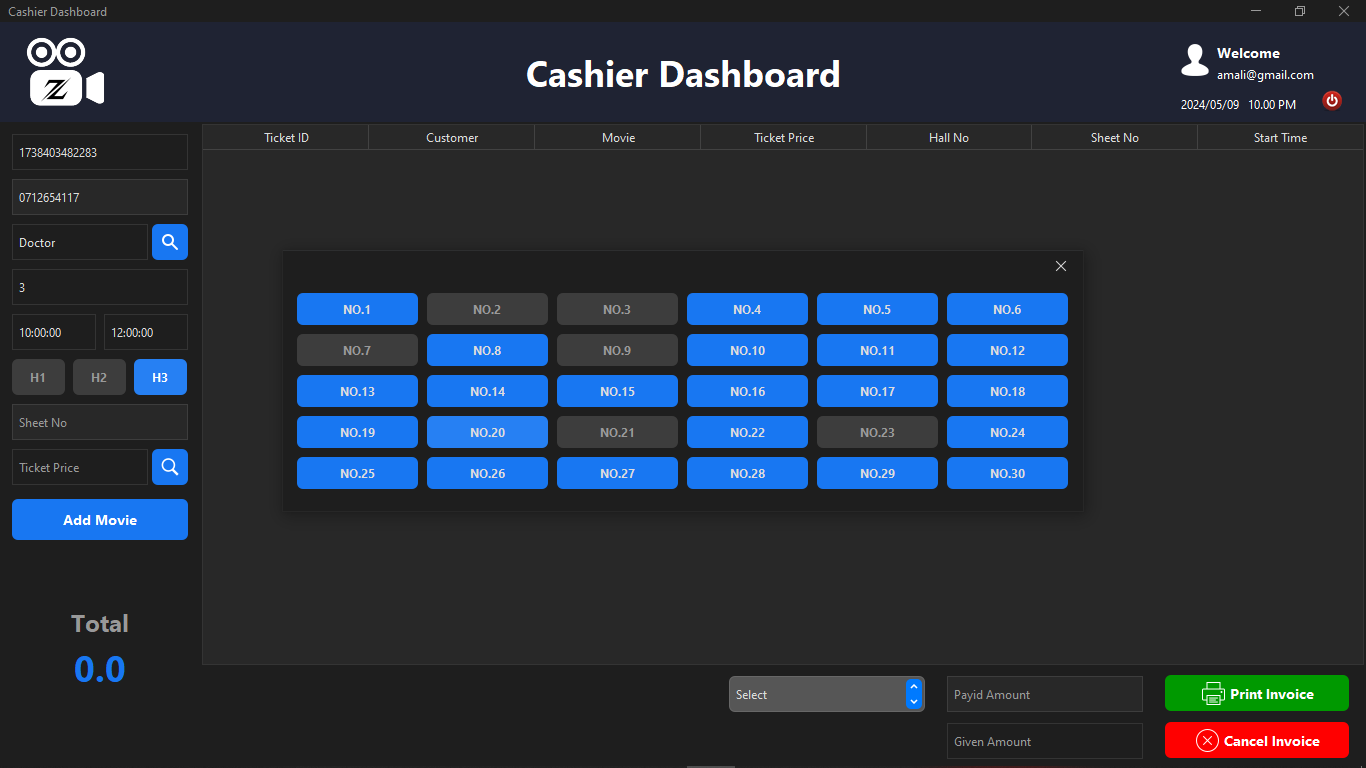 Cashier Dashboard
Z
Cashier Dashboard
Welcome
amali@gmail.com
2024/05/09 10.00 PM
1738403482283
0712654117
Doctor
3
10:00:00 12:00:00
H1 H2 H3
Sheet No
Ticket Price
Add Movie
Total
0.0
Ticket ID Customer Movie Ticket Price Hall No Sheet No Start Time
NO.1 NO.2 NO.3 NO.4 NO.5 NO.6
NO.7 NO.8 NO.9 NO.10 NO.11 NO.12
NO.13 NO.14 NO.15 NO.16 NO.17 NO.18
NO.19 NO.20 NO.21 NO.22 NO.23 NO.24
NO.25 NO.26 NO.27 NO.28 NO.29 NO.30
Select Payid Amount Print Invoice
Given Amount Cancel Invoice